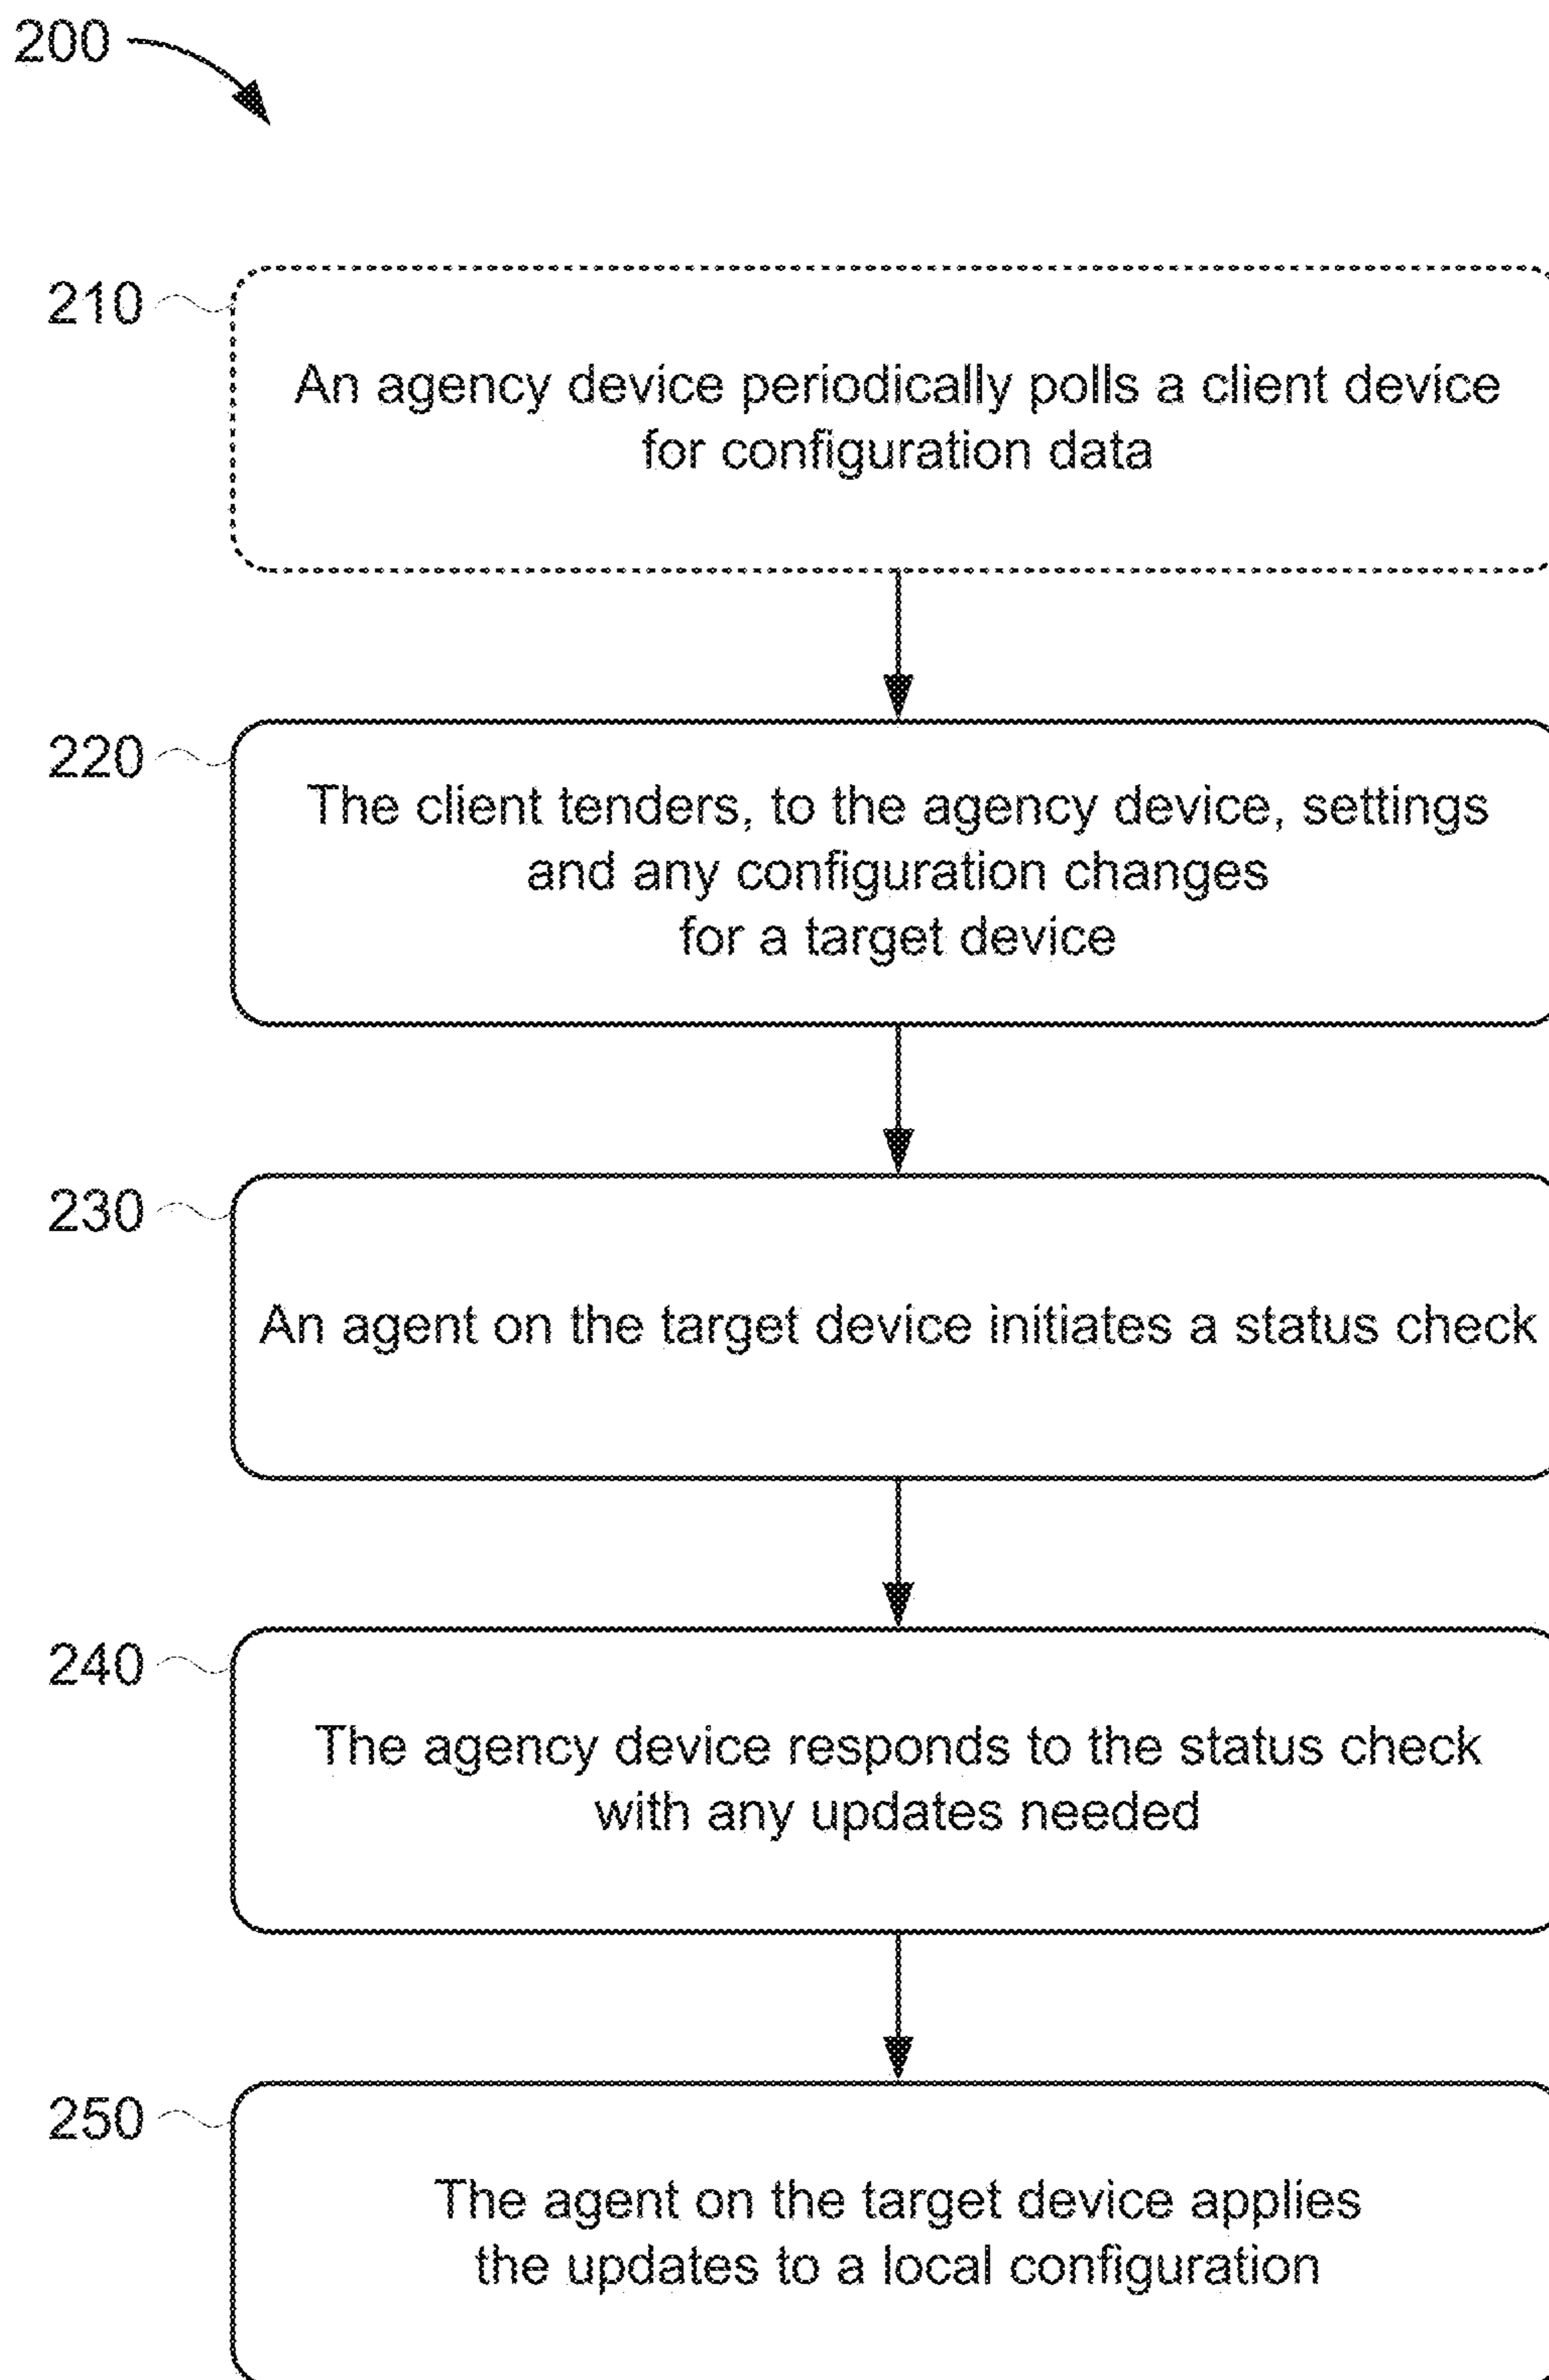 200
210
An agency device periodically polls a client device
for configuration data
220
The client tenders, to the agency device, settings
and any configuration changes
for a target device
230
An agent on the target device initiates a status check
240
The agency device responds to the status check
with any updates needed
250
The agent on the target device applies
the updates to a local configuration